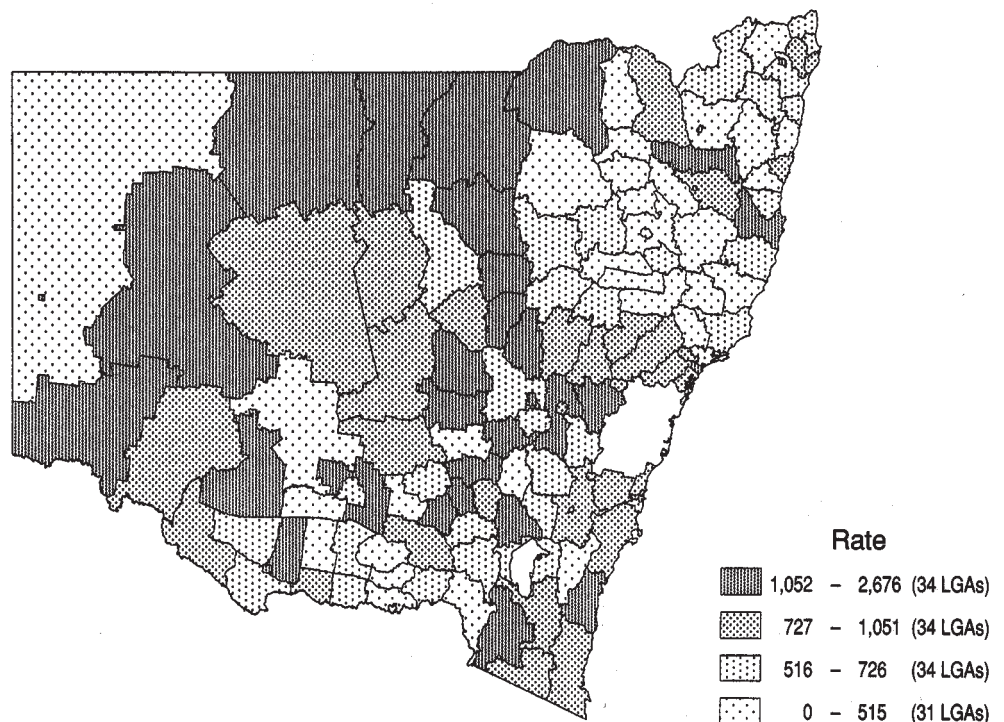 Rate
1,052 – 2,676 (34 LGAs)
727 – 1,051 (34 LGAs)
516 – 726 (34 LGAs)
0 – 515 (31 LGAs)